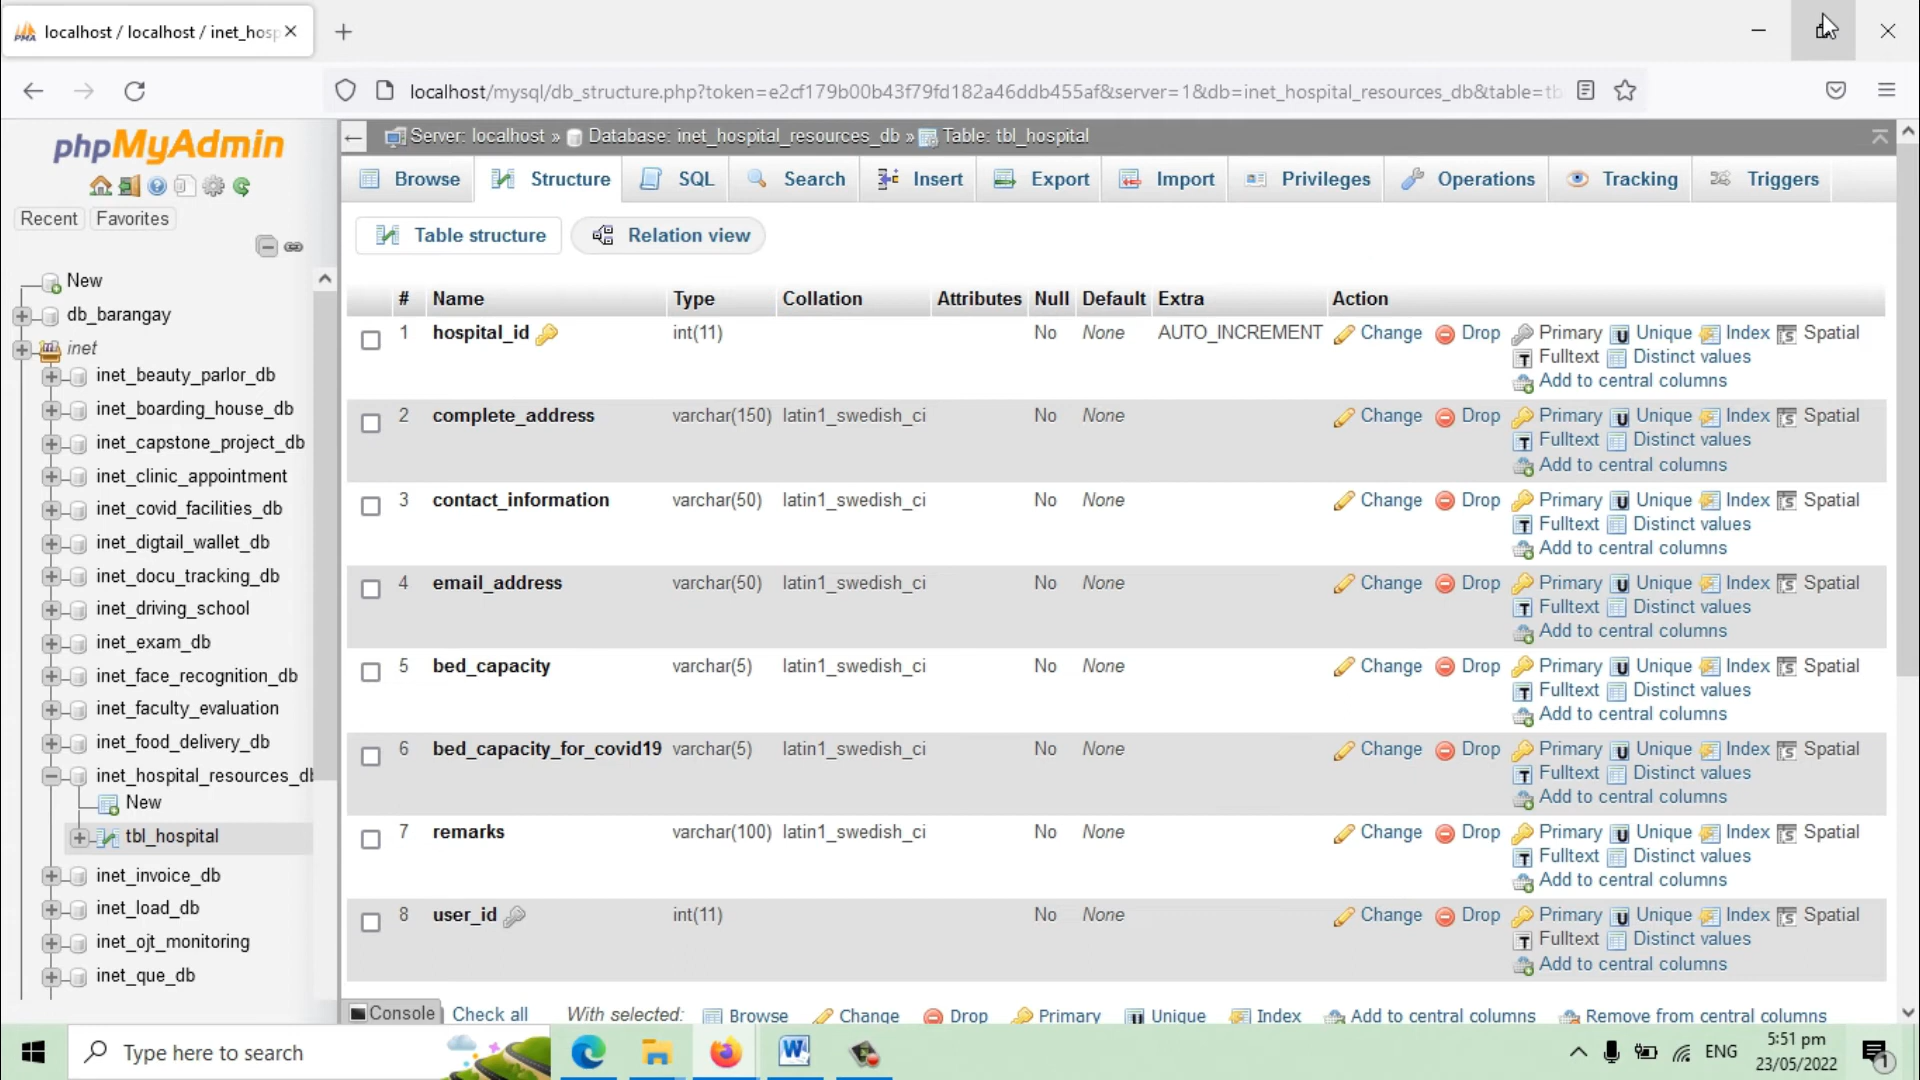 localhost / localhost / inet_hosp
localhost/mysql/db_structure.php?token=e2cf179b00b43f79fd182a46ddb455af&server=1&db=inet_hospital_resources_db&table=tb
phpMyAdmin
Recent Favorites
New
db_barangay
inet
inet_beauty_parlor_db
inet_boarding_house_db
inet_capstone_project_db
inet_clinic_appointment
inet_covid_facilities_db
inet_digtail_wallet_db
inet_docu_tracking_db
inet_driving_school
inet_exam_db
inet_face_recognition_db
inet_faculty_evaluation
inet_food_delivery_db
inet_hospital_resources_db
New
tbl_hospital
inet_invoice_db
inet_load_db
inet_ojt_monitoring
inet_que_db
Server: localhost » Database: inet_hospital_resources_db » Table: tbl_hospital
Browse Structure SQL Search Insert Export Import Privileges Operations Tracking Triggers
Table structure Relation view
# Name Type Collation Attributes Null Default Extra Action
1 hospital_id int(11) No None AUTO_INCREMENT Change Drop Primary Unique Index Spatial
Fulltext Distinct values
Add to central columns
2 complete_address varchar(150) latin1_swedish_ci No None Change Drop Primary Unique Index Spatial
Fulltext Distinct values
Add to central columns
3 contact_information varchar(50) latin1_swedish_ci No None Change Drop Primary Unique Index Spatial
Fulltext Distinct values
Add to central columns
4 email_address varchar(50) latin1_swedish_ci No None Change Drop Primary Unique Index Spatial
Fulltext Distinct values
Add to central columns
5 bed_capacity varchar(5) latin1_swedish_ci No None Change Drop Primary Unique Index Spatial
Fulltext Distinct values
Add to central columns
6 bed_capacity_for_covid19 varchar(5) latin1_swedish_ci No None Change Drop Primary Unique Index Spatial
Fulltext Distinct values
Add to central columns
7 remarks varchar(100) latin1_swedish_ci No None Change Drop Primary Unique Index Spatial
Fulltext Distinct values
Add to central columns
8 user_id int(11) No None Change Drop Primary Unique Index Spatial
Fulltext Distinct values
Add to central columns
Console Check all With selected: Browse Change Drop Primary Unique Index Add to central columns Remove from central columns
Type here to search
ENG
5:51 pm
23/05/2022
1